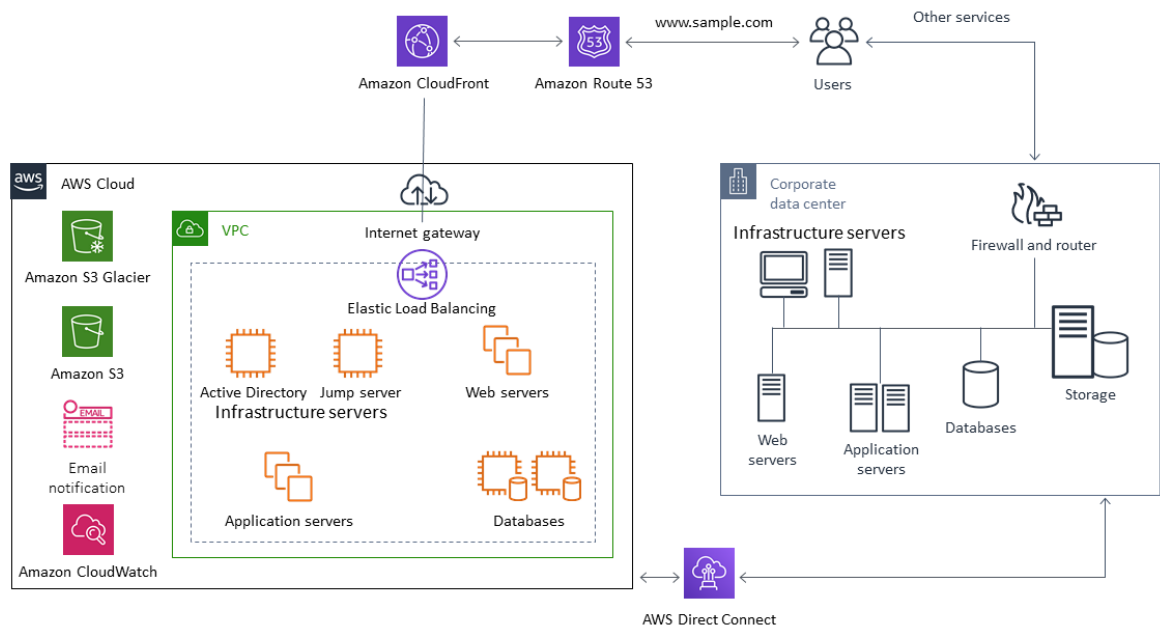 www.sample.com
Other services
53
Amazon CloudFront
Amazon Route 53
Users
aws
AWS Cloud
Corporate
data center
VPC
Internet gateway
Infrastructure servers
Firewall and router
Amazon S3 Glacier
Elastic Load Balancing
Amazon S3
Active Directory
Jump server
Web servers
Infrastructure servers
Storage
EMAIL
Databases
Web
servers
Application
servers
Email
notification
Application servers
Databases
Amazon CloudWatch
AWS Direct Connect